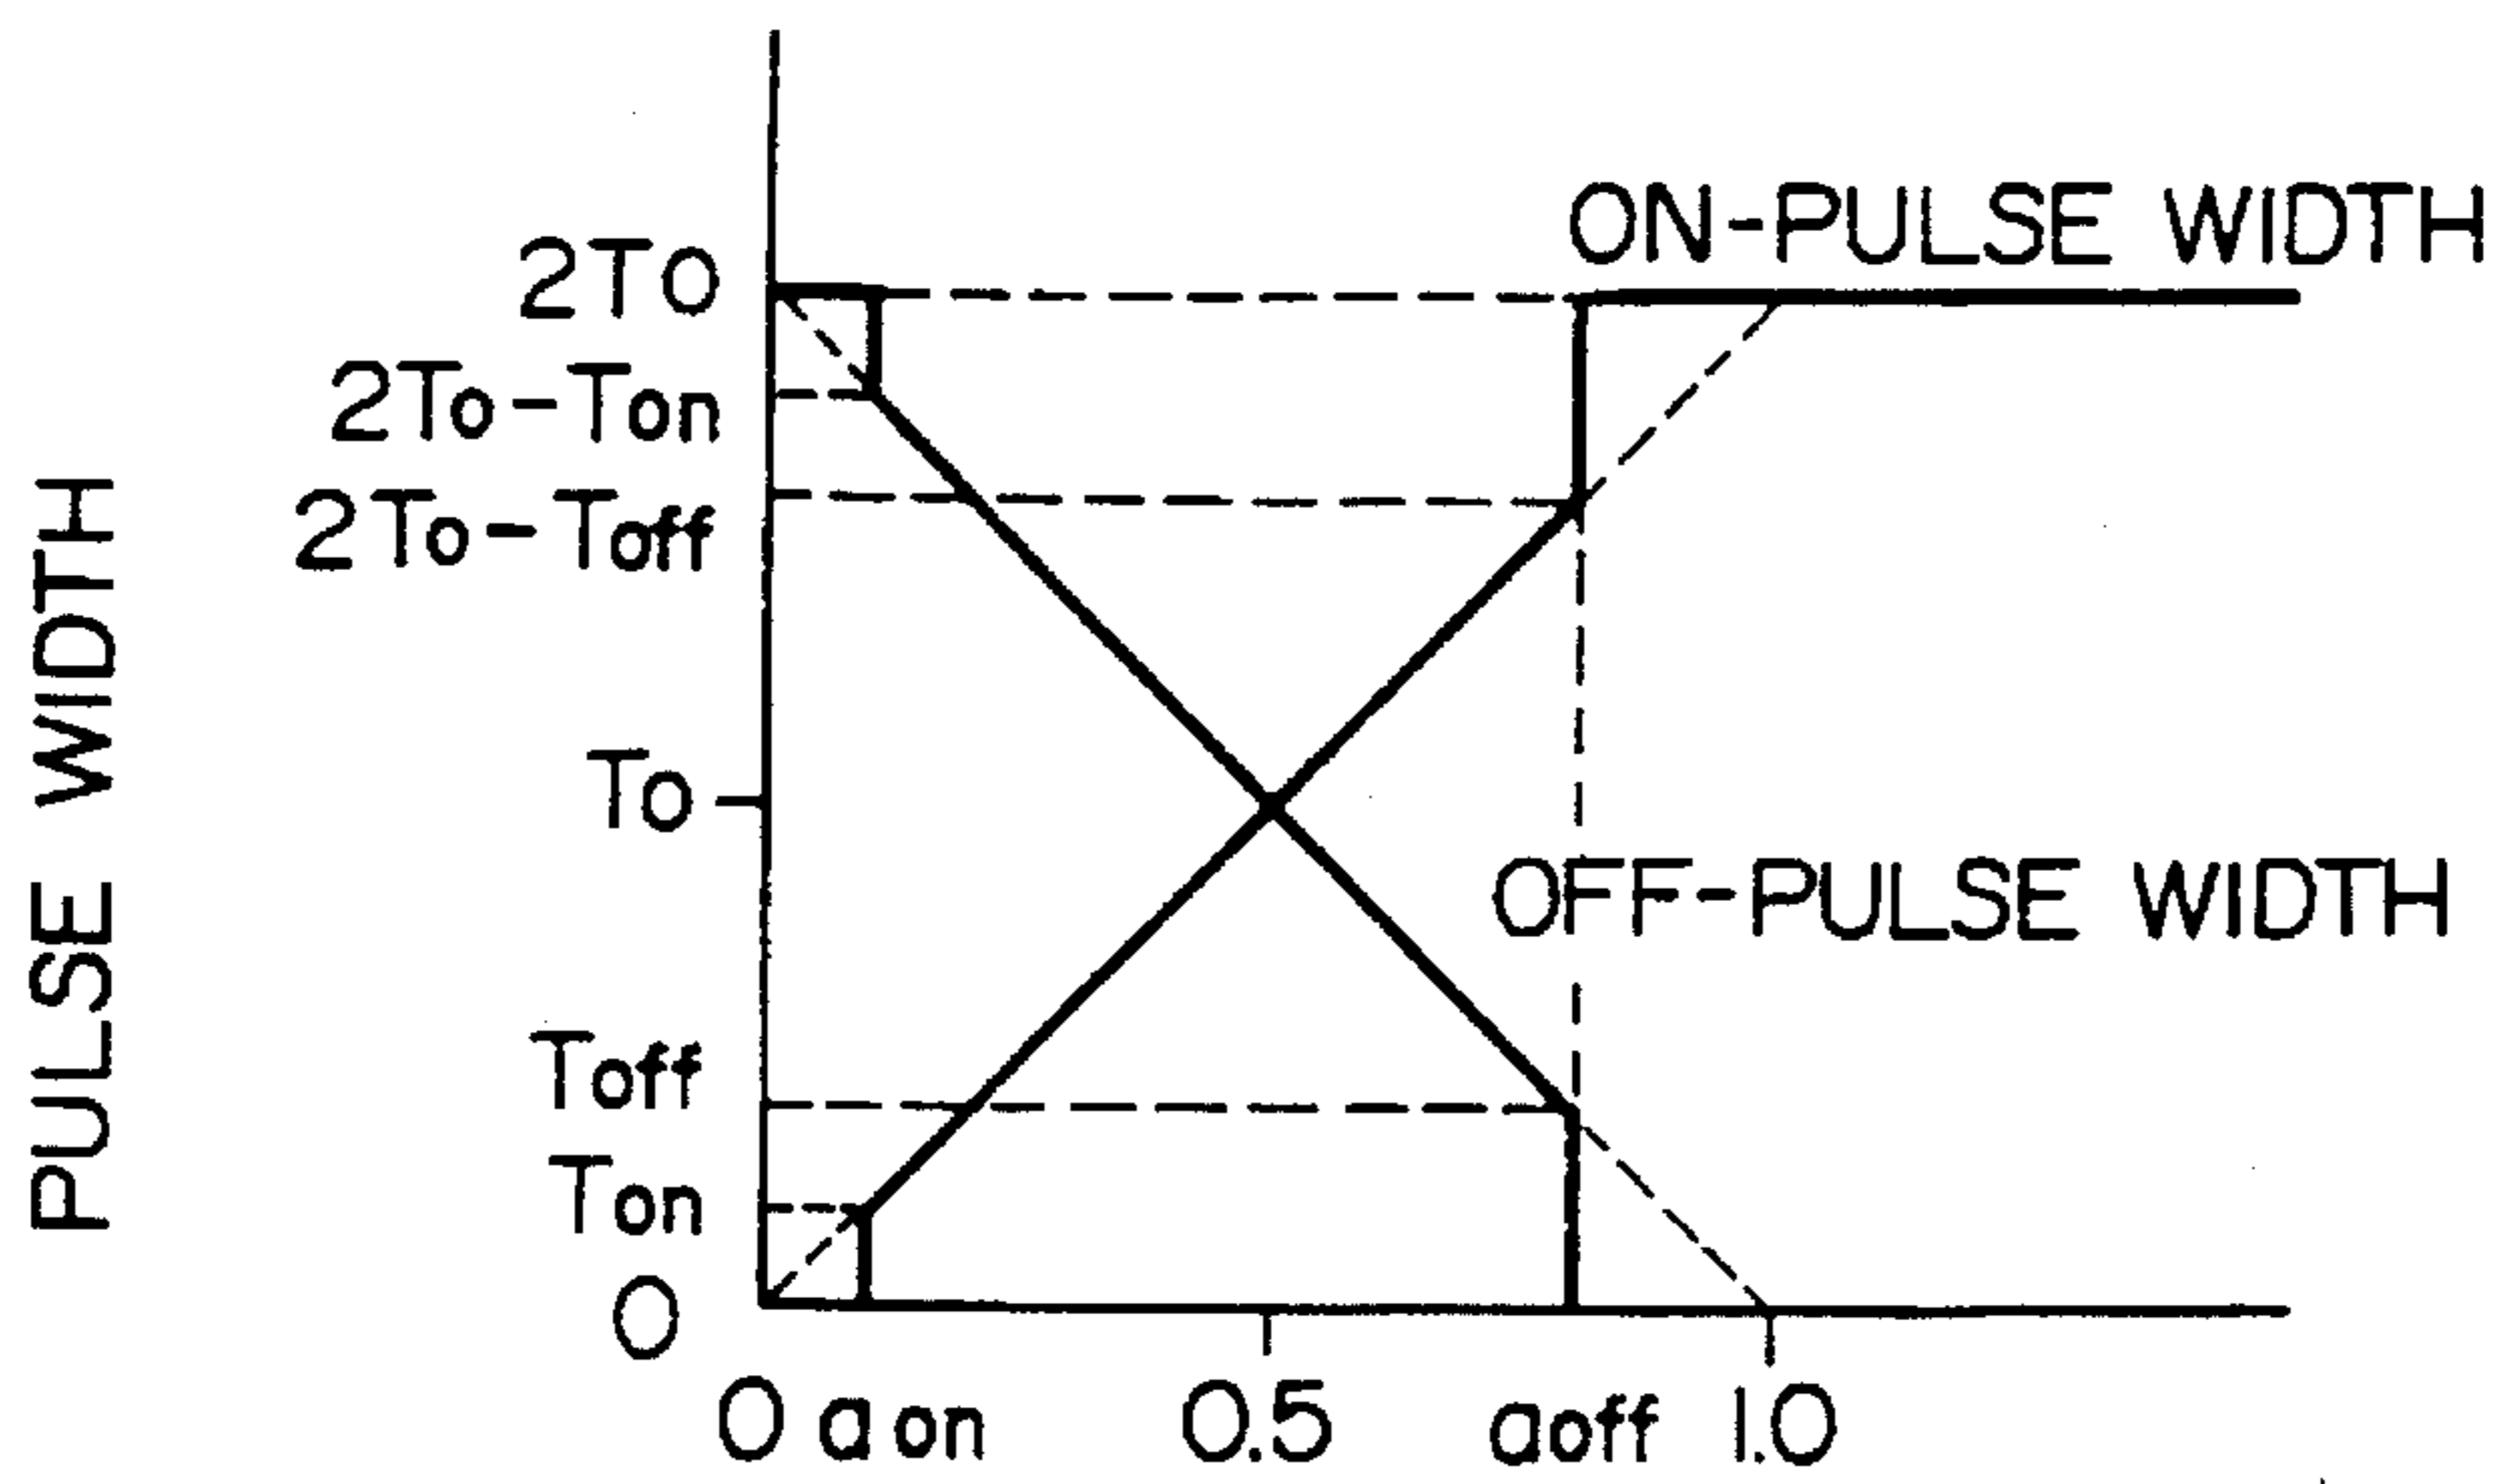 ON-PULSE WIDTH
2TO
2To-Ton
2To-Toff
PULSE WIDTH
To
OFF-PULSE WIDTH
Toff
Ton
0
0 aon 0.5 aoff 1.0